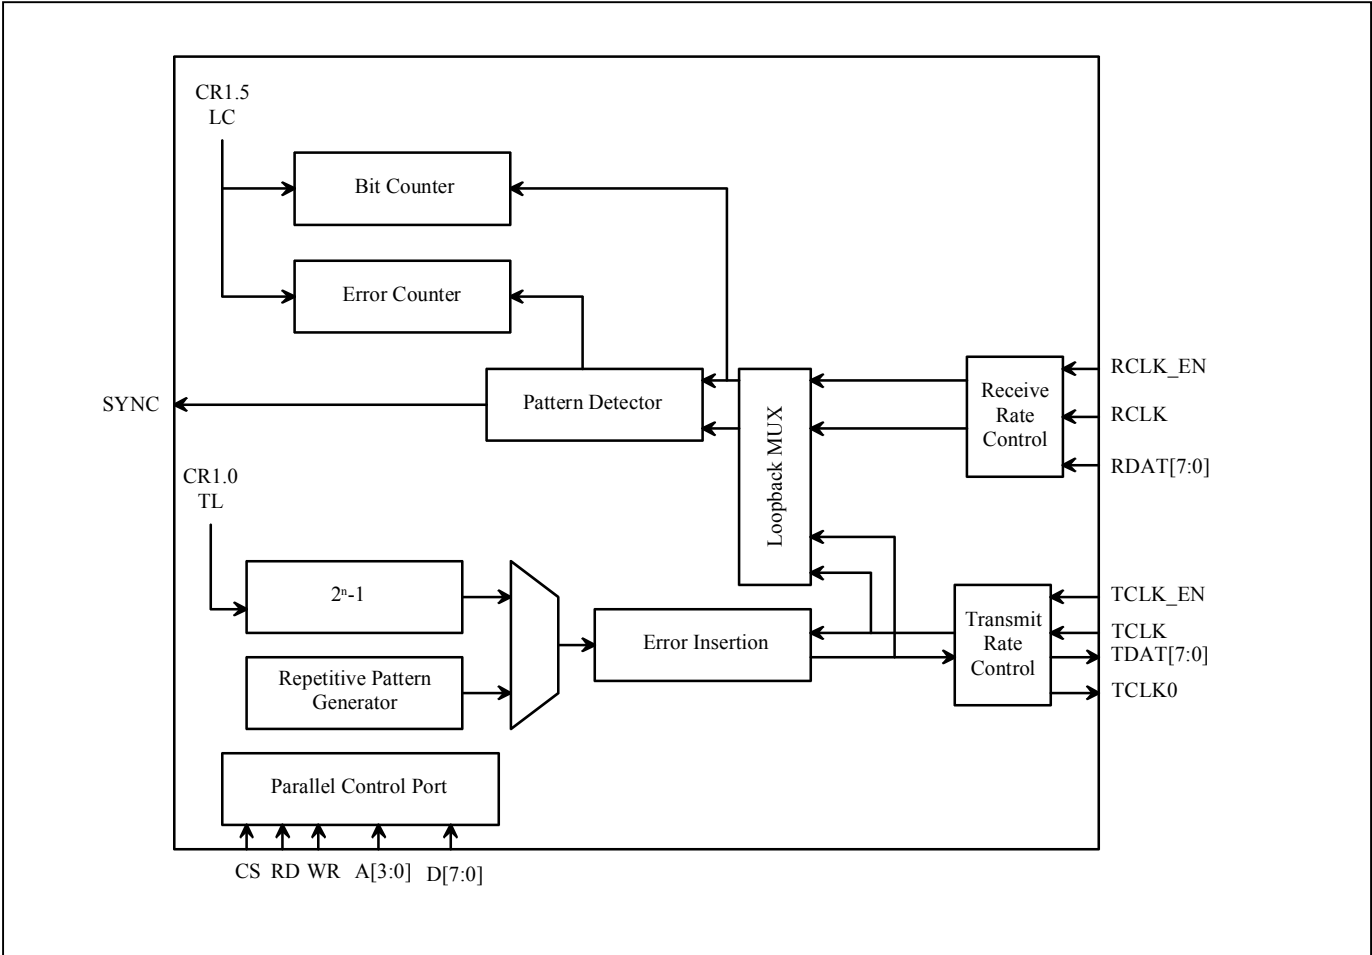 CR1.5
LC
Bit Counter
Error Counter
Pattern Detector
SYNC
Loopback MUX
Receive
Rate
Control
RCLK_EN
RCLK
RDAT[7:0]
CR1.0
TL
2ⁿ-1
Repetitive Pattern
Generator
Error Insertion
Transmit
Rate
Control
TCLK_EN
TCLK
TDAT[7:0]
TCLK0
Parallel Control Port
CS RD WR A[3:0] D[7:0]